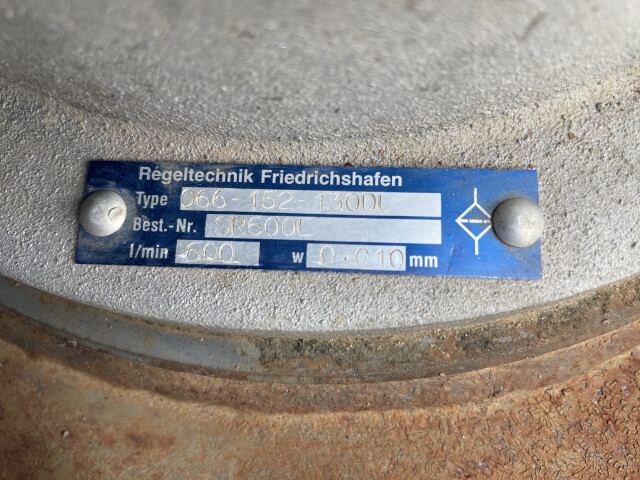 Regeltechnik Friedrichshafen
Type 066-152-130DL
Best.-Nr. SR600L
l/min 600 w 0.010 mm